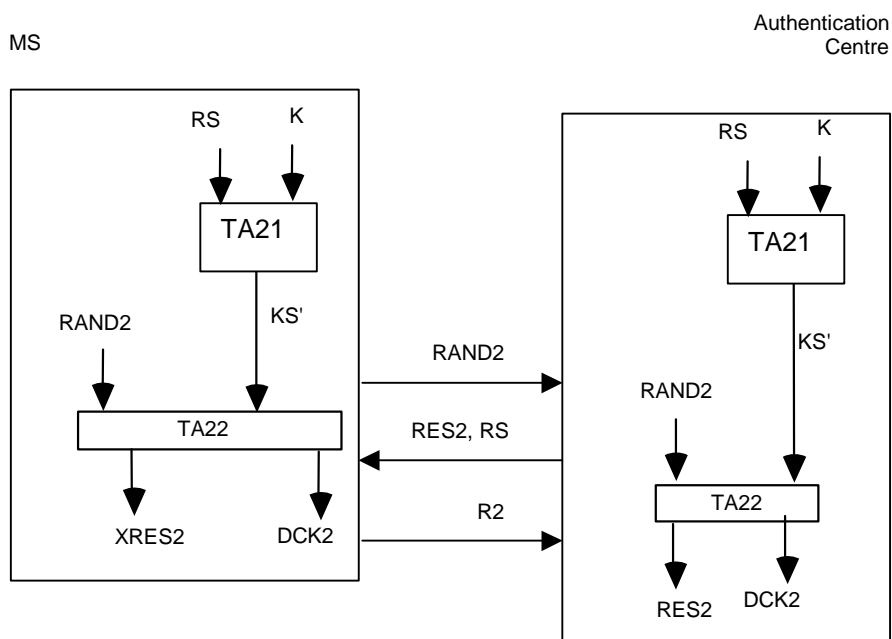 MS
Authentication
Centre
RS K
TA21
KS'
RAND2
TA22
XRES2 DCK2
RAND2
RES2, RS
R2
RS K
TA21
KS'
RAND2
TA22
RES2 DCK2